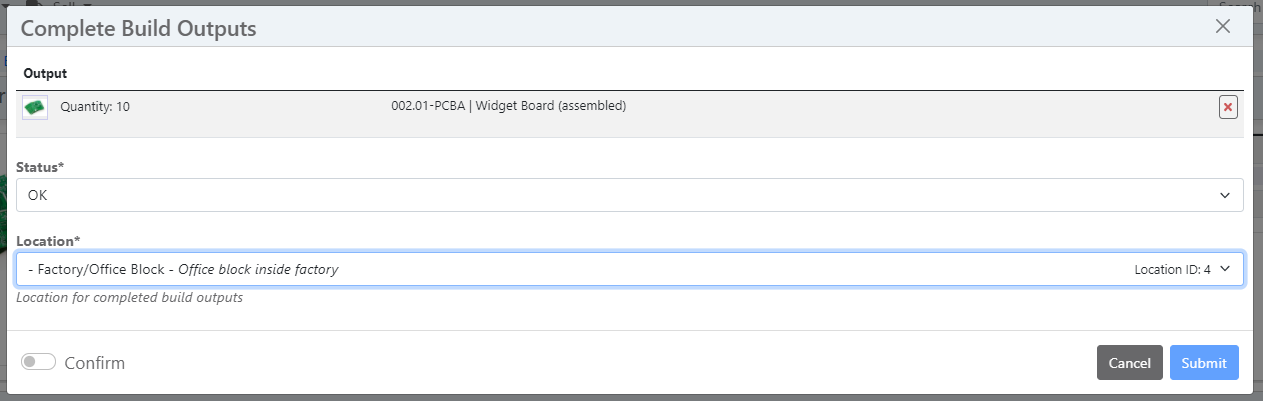 Complete Build Outputs
Output
Quantity: 10 002.01-PCBA | Widget Board (assembled)
Status*
OK
Location*
- Factory/Office Block - Office block inside factory Location ID: 4
Location for completed build outputs
Confirm Cancel Submit